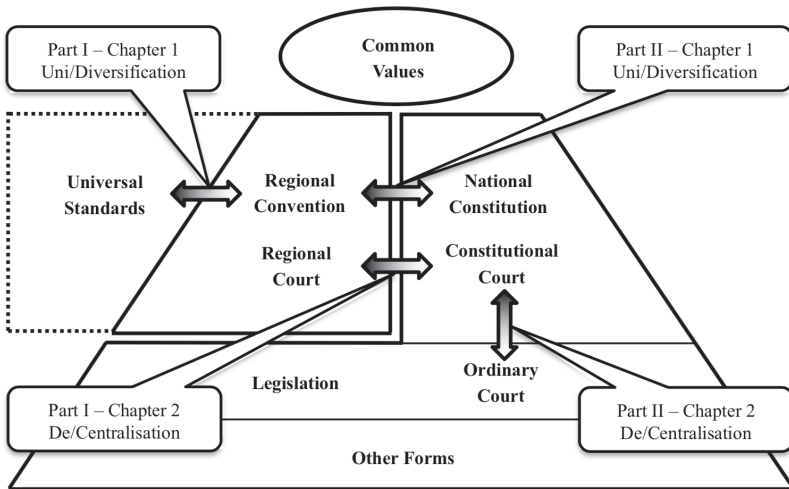 Part I – Chapter 1
Uni/Diversification
Common
Values
Part II – Chapter 1
Uni/Diversification
Universal
Standards
Regional
Convention
National
Constitution
Regional
Court
Constitutional
Court
Legislation
Ordinary
Court
Part I – Chapter 2
De/Centralisation
Part II – Chapter 2
De/Centralisation
Other Forms